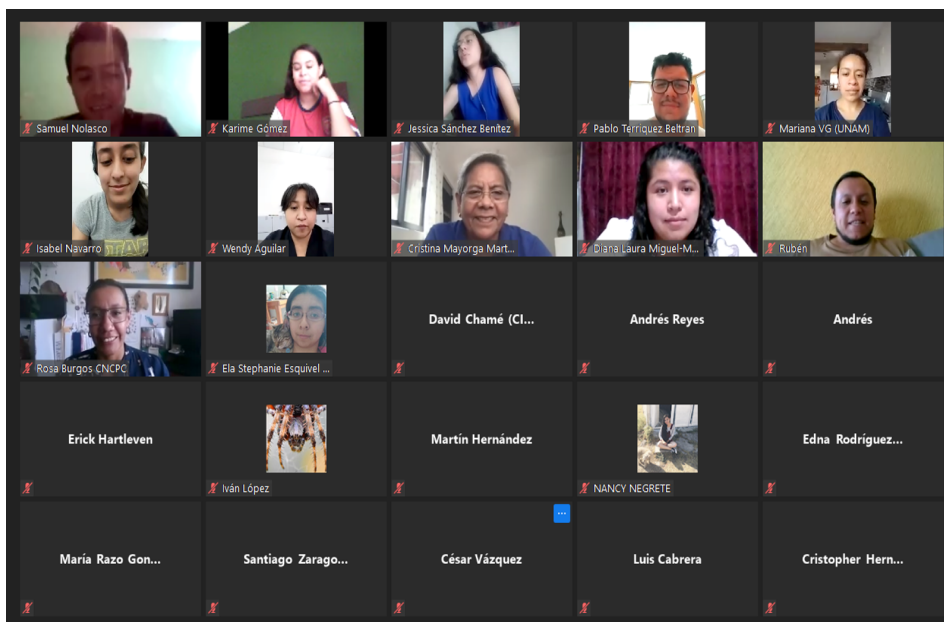 Samuel Nolasco
Karime Gómez
Jessica Sánchez Benítez
Pablo Terriquez Beltran
Mariana VG (UNAM)
Isabel Navarro
Wendy Aguilar
Cristina Mayorga Mart...
Diana Laura Miguel-M...
Rubén
Rosa Burgos CNCPC
Ela Stephanie Esquivel ...
David Chamé (CI...
Andrés Reyes
Andrés
Erick Hartleven
Iván López
Martín Hernández
NANCY NEGRETE
Edna Rodríguez...
María Razo Gon...
Santiago Zarago...
César Vázquez
Luis Cabrera
Cristopher Hern...